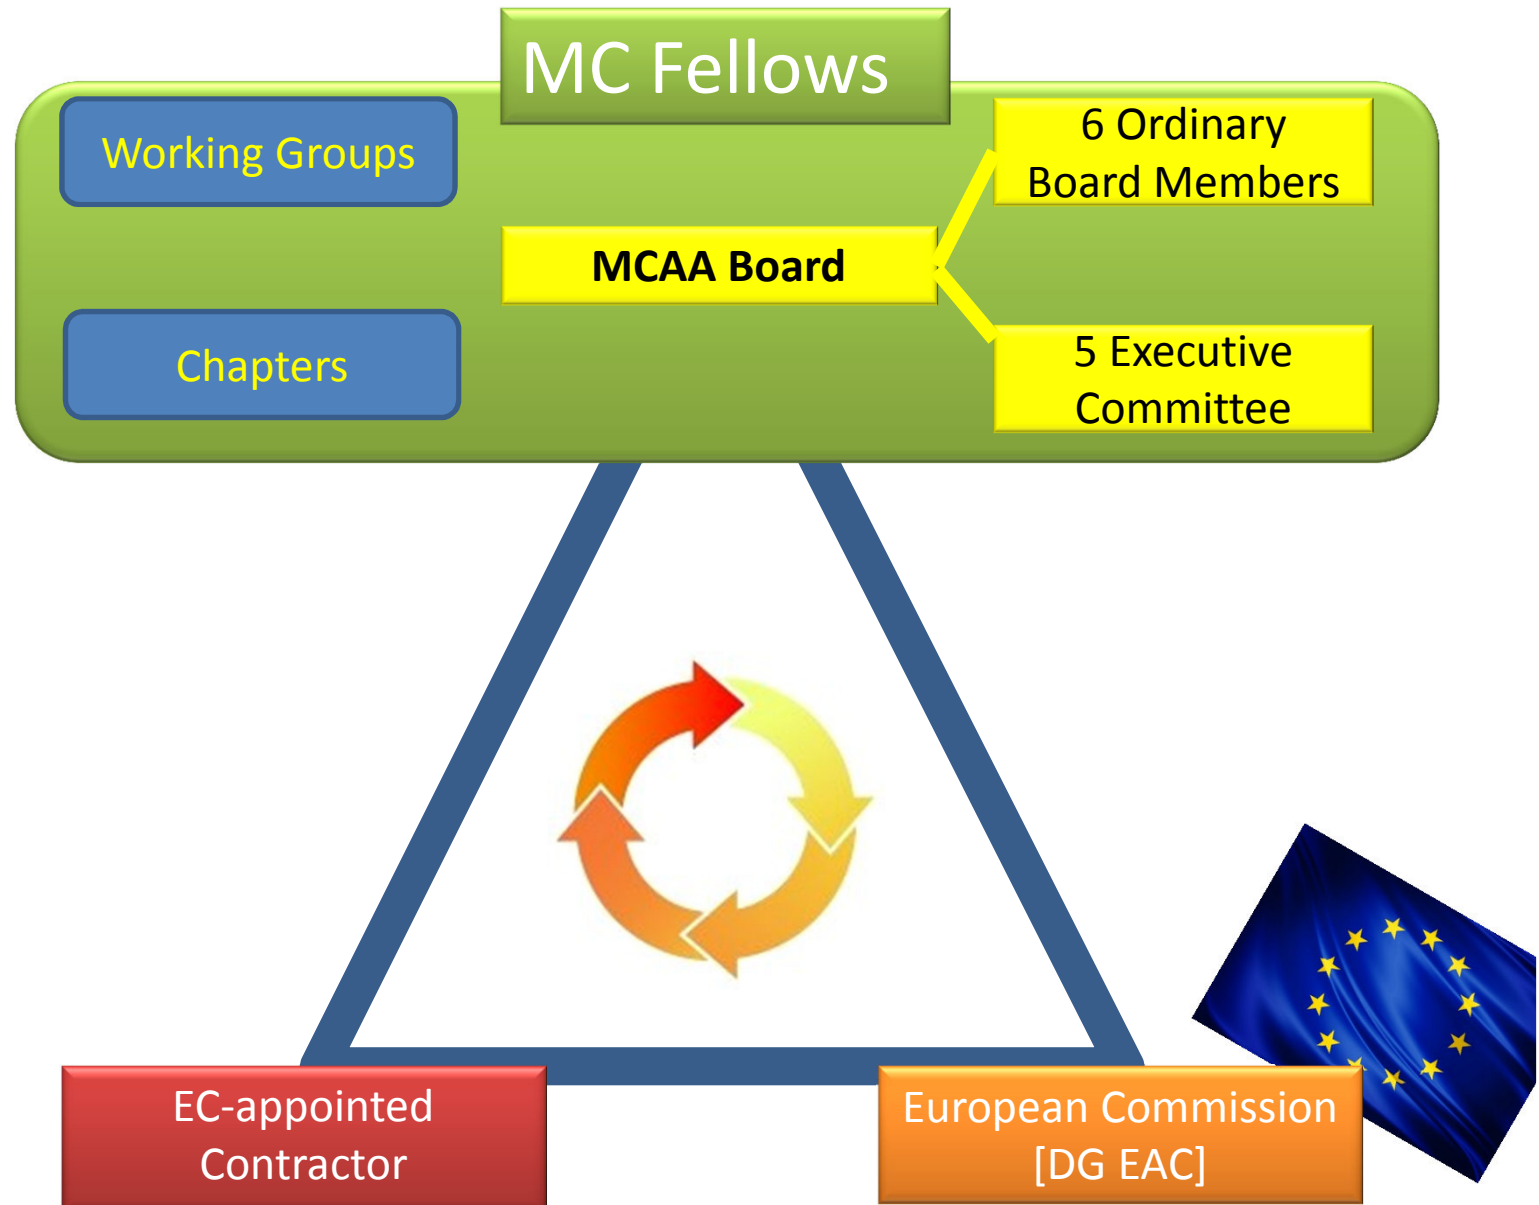 MC Fellows
Working Groups
6 Ordinary
Board Members
MCAA Board
Chapters
5 Executive
Committee
EC-appointed
Contractor
European Commission
[DG EAC]